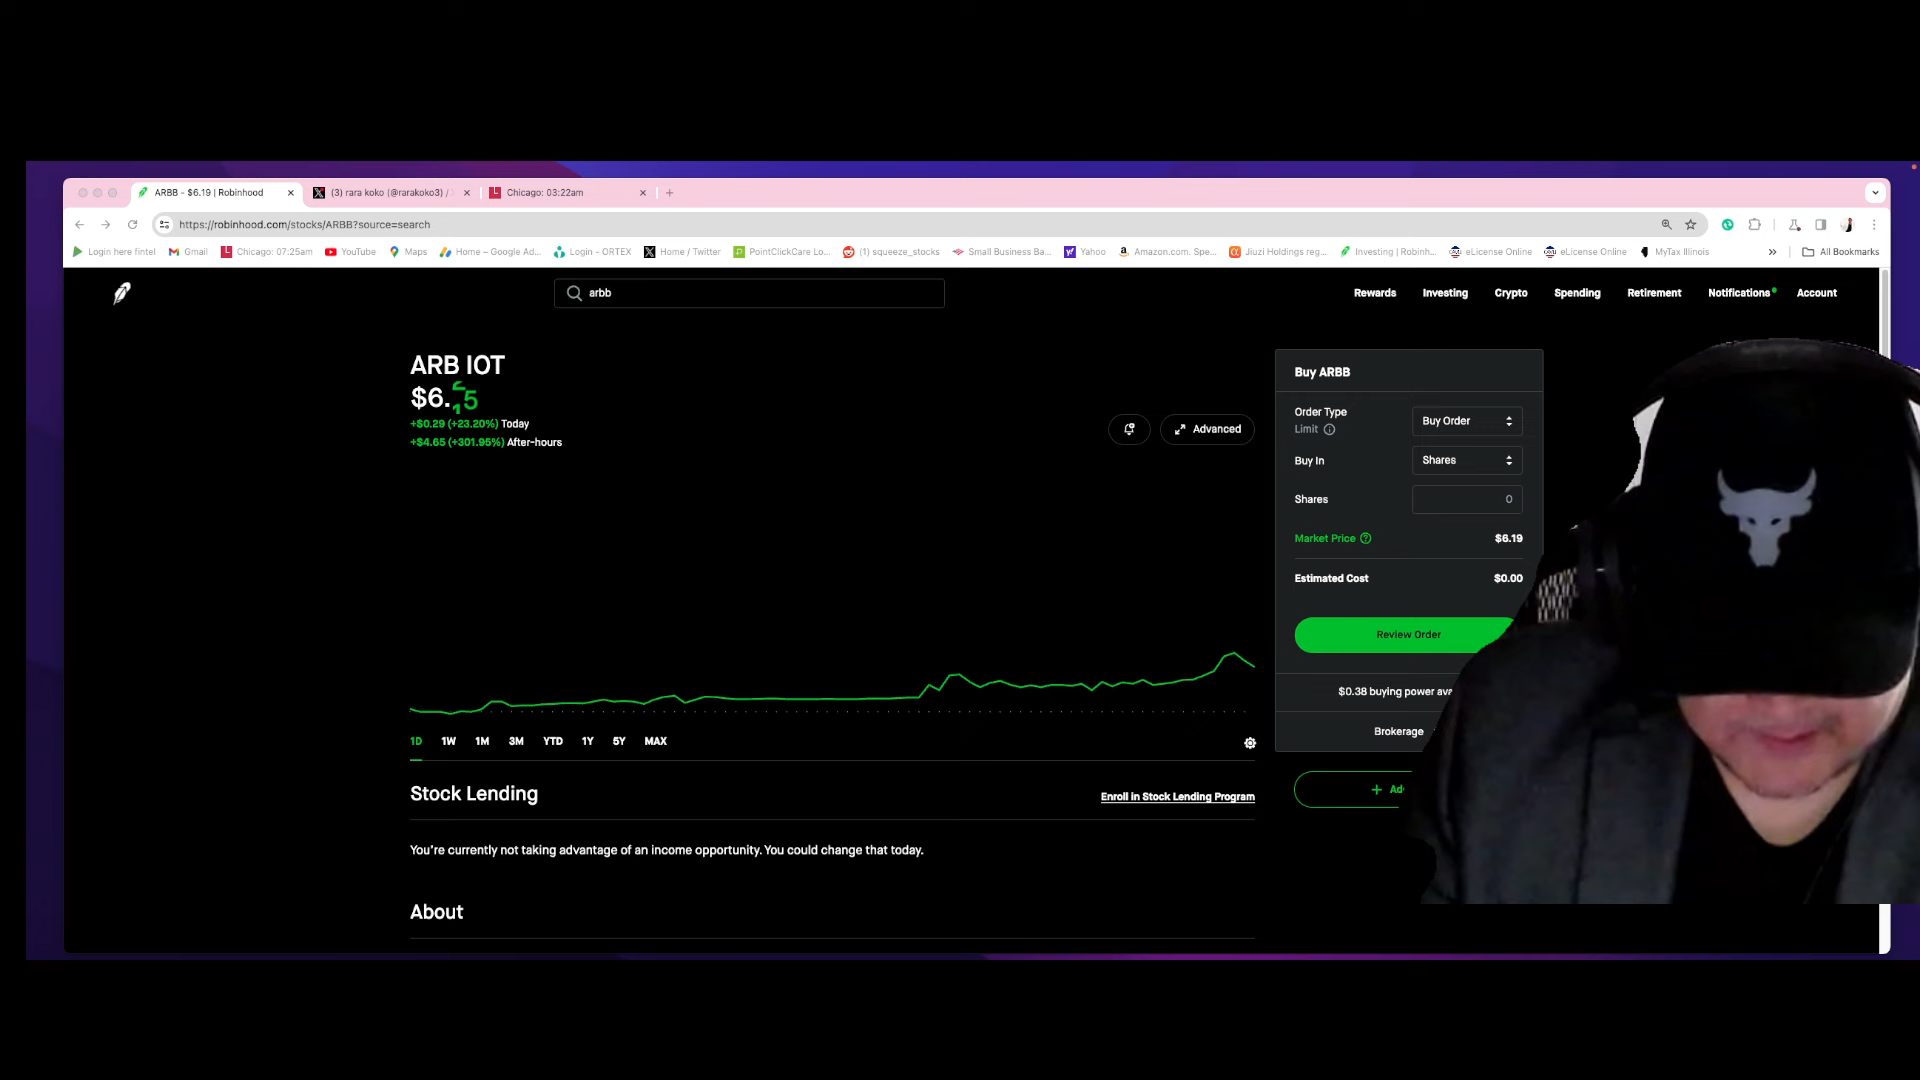 ARBB - $6.19 | Robinhood
(3) rara koko (@rarakoko3) /
Chicago: 03:22am
https://robinhood.com/stocks/ARBB?source=search
Login here fintel
Gmail
Chicago: 07:25am
YouTube
Maps
Home – Google Ad...
Login - ORTEX
Home / Twitter
PointClickCare Lo...
(1) squeeze_stocks
Small Business Ba...
Yahoo
Amazon.com. Spe...
Jiuzi Holdings reg...
Investing | Robinh...
eLicense Online
eLicense Online
MyTax Illinois
»
All Bookmarks
arbb
Rewards
Investing
Crypto
Spending
Retirement
Notifications
Account
ARB IOT
$6.
+$0.29 (+23.20%) Today
+$4.65 (+301.95%) After-hours
Advanced
1D
1W
1M
3M
YTD
1Y
5Y
MAX
Stock Lending
Enroll in Stock Lending Program
You're currently not taking advantage of an income opportunity. You could change that today.
About
Buy ARBB
Order Type
Limit
Buy Order
Buy In
Shares
Shares
0
Market Price
$6.19
Estimated Cost
$0.00
Review Order
$0.38 buying power
Brokerage
+